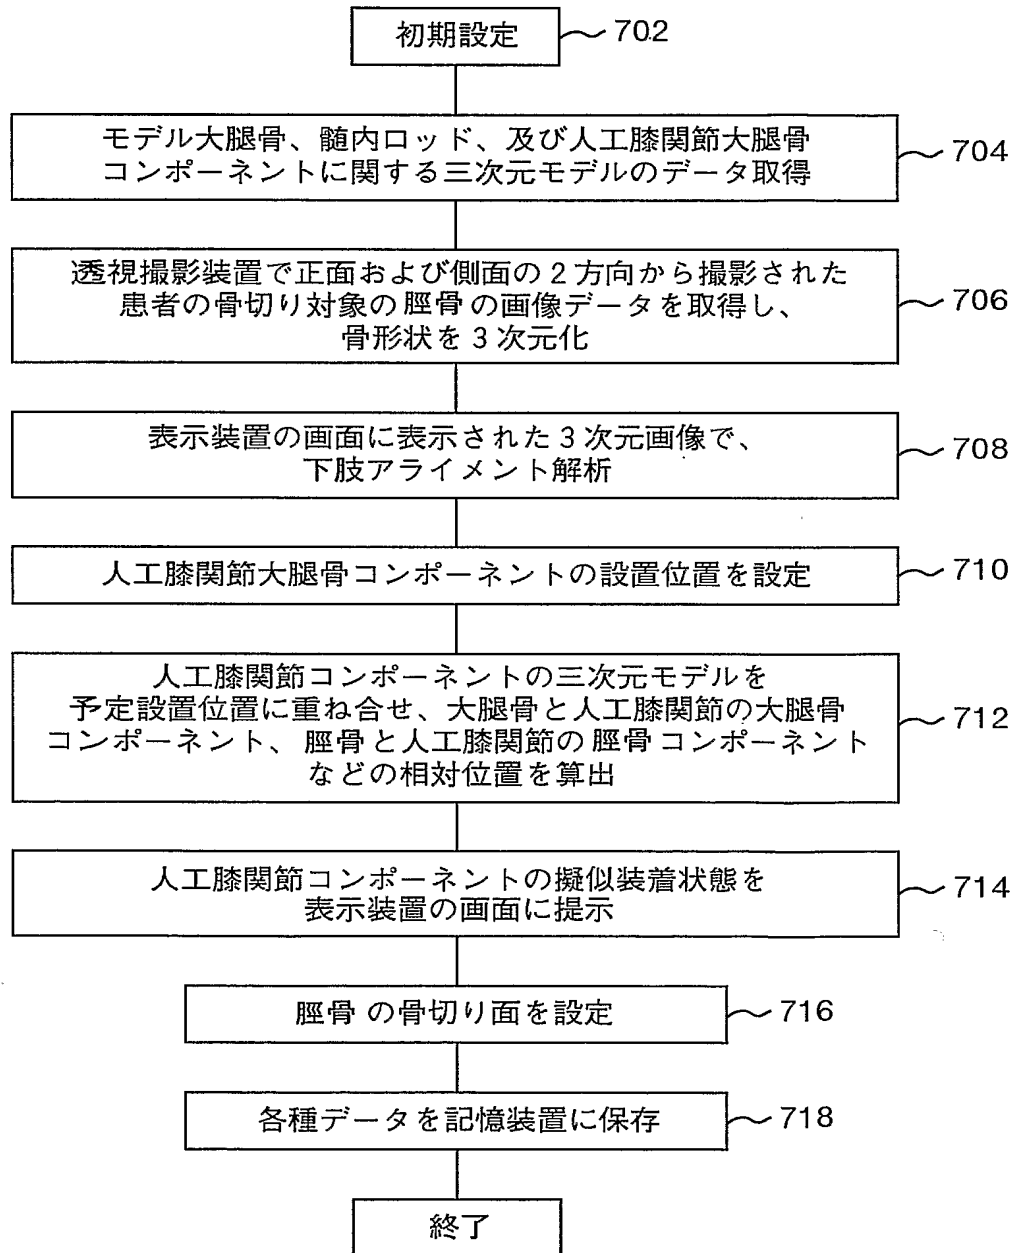 初期設定
702
モデル大腿骨、髄内ロッド、及び人工膝関節大腿骨
コンポーネントに関する三次元モデルのデータ取得
704
透視撮影装置で正面および側面の2方向から撮影された
患者の骨切り対象の脛骨の画像データを取得し、
骨形状を3次元化
706
表示装置の画面に表示された3次元画像で、
下肢アライメント解析
708
人工膝関節大腿骨コンポーネントの設置位置を設定
710
人工膝関節コンポーネントの三次元モデルを
予定設置位置に重ね合せ、大腿骨と人工膝関節の大腿骨
コンポーネント、脛骨と人工膝関節の脛骨コンポーネント
などの相対位置を算出
712
人工膝関節コンポーネントの擬似装着状態を
表示装置の画面に提示
714
脛骨の骨切り面を設定
716
各種データを記憶装置に保存
718
終了